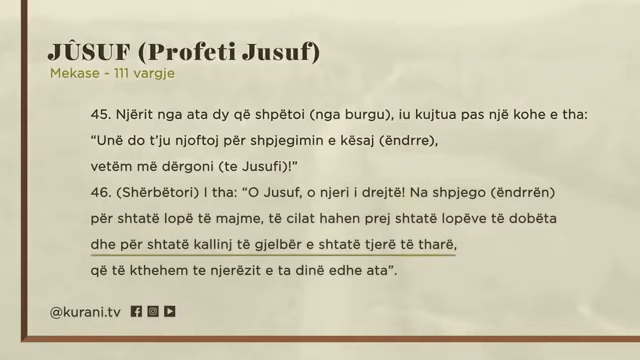 JÛSUF (Profeti Jusuf)
Mekase - 111 vargje
45. Njërit nga ata dy që shpëtoi (nga burgu), iu kujtua pas një kohe e tha:
“Unë do t’ju njoftoj për shpjegimin e kësaj (ëndrre),
vetëm më dërgoni (te Jusufi)!”
46. (Shërbëtori) I tha: “O Jusuf, o njeri i drejtë! Na shpjego (ëndrrën)
për shtatë lopë të majme, të cilat hahen prej shtatë lopëve të dobëta
dhe për shtatë kallinj të gjelbër e shtatë tjerë të tharë,
që të kthehem te njerëzit e ta dinë edhe ata”.
@kurani.tv